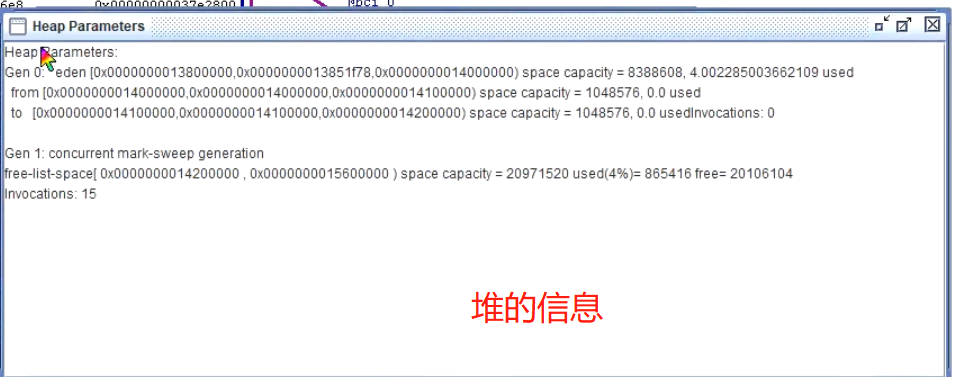 6e8 0x0000000037e2800
Heap Parameters
Heap Parameters:
Gen 0: eden [0x0000000013800000,0x0000000013851f78,0x0000000014000000) space capacity = 8388608, 4.002285003662109 used
from [0x0000000014000000,0x0000000014000000,0x0000000014100000) space capacity = 1048576, 0.0 used
to [0x0000000014100000,0x0000000014100000,0x0000000014200000) space capacity = 1048576, 0.0 usedInvocations: 0
Gen 1: concurrent mark-sweep generation
free-list-space[ 0x0000000014200000 , 0x0000000015600000 ) space capacity = 20971520 used(4%)= 865416 free= 20106104
Invocations: 15
堆的信息